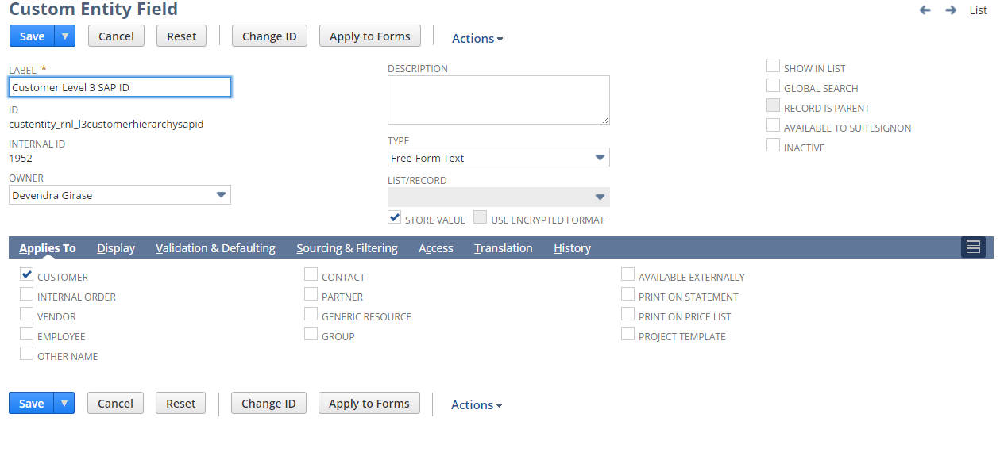 Custom Entity Field
List
Save
Cancel
Reset
Change ID
Apply to Forms
Actions
LABEL *
Customer Level 3 SAP ID
ID
custentity_rnl_l3customerhierarchysapid
INTERNAL ID
1952
OWNER
Devendra Girase
DESCRIPTION
TYPE
Free-Form Text
LIST/RECORD
STORE VALUE
USE ENCRYPTED FORMAT
SHOW IN LIST
GLOBAL SEARCH
RECORD IS PARENT
AVAILABLE TO SUITESIGNON
INACTIVE
Applies To
Display
Validation & Defaulting
Sourcing & Filtering
Access
Translation
History
CUSTOMER
INTERNAL ORDER
VENDOR
EMPLOYEE
OTHER NAME
CONTACT
PARTNER
GENERIC RESOURCE
GROUP
AVAILABLE EXTERNALLY
PRINT ON STATEMENT
PRINT ON PRICE LIST
PROJECT TEMPLATE
Save
Cancel
Reset
Change ID
Apply to Forms
Actions